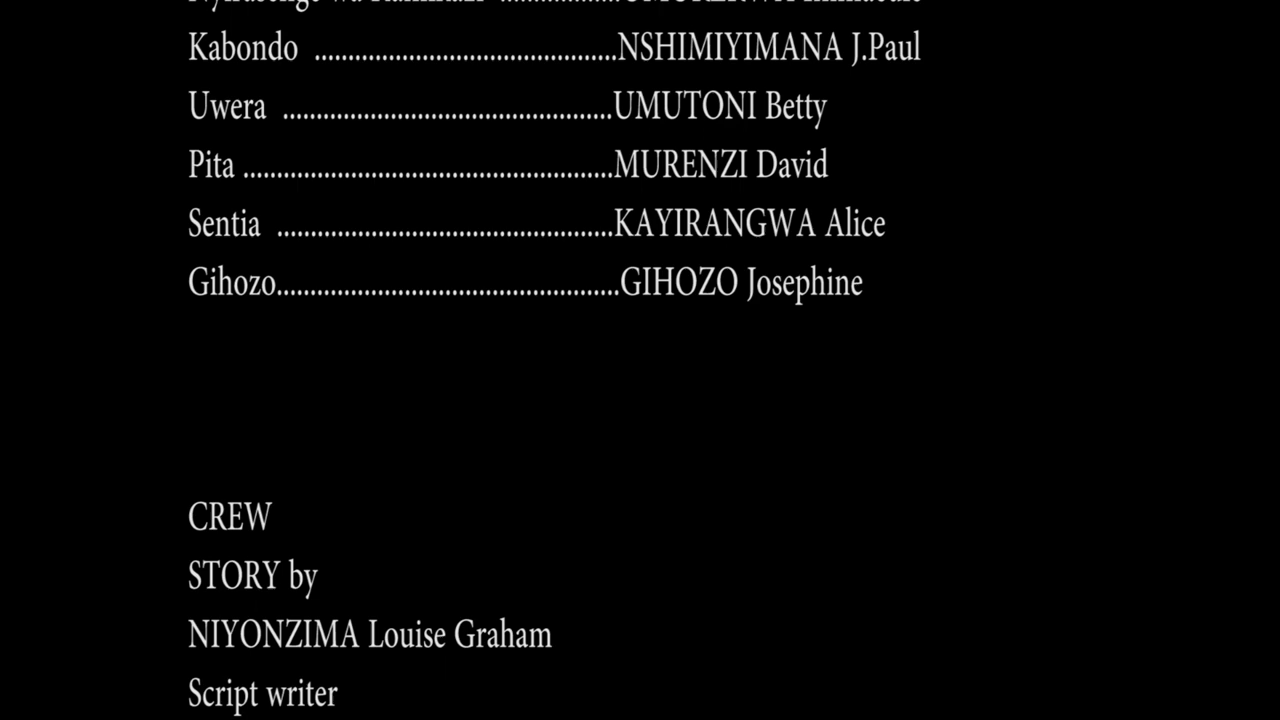 Kabondo .............................................NSHIMIYIMANA J.Paul
Uwera .................................................UMUTONI Betty
Pita .......................................................MURENZI David
Sentia ..................................................KAYIRANGWA Alice
Gihozo...................................................GIHOZO Josephine
CREW
STORY by
NIYONZIMA Louise Graham
Script writer